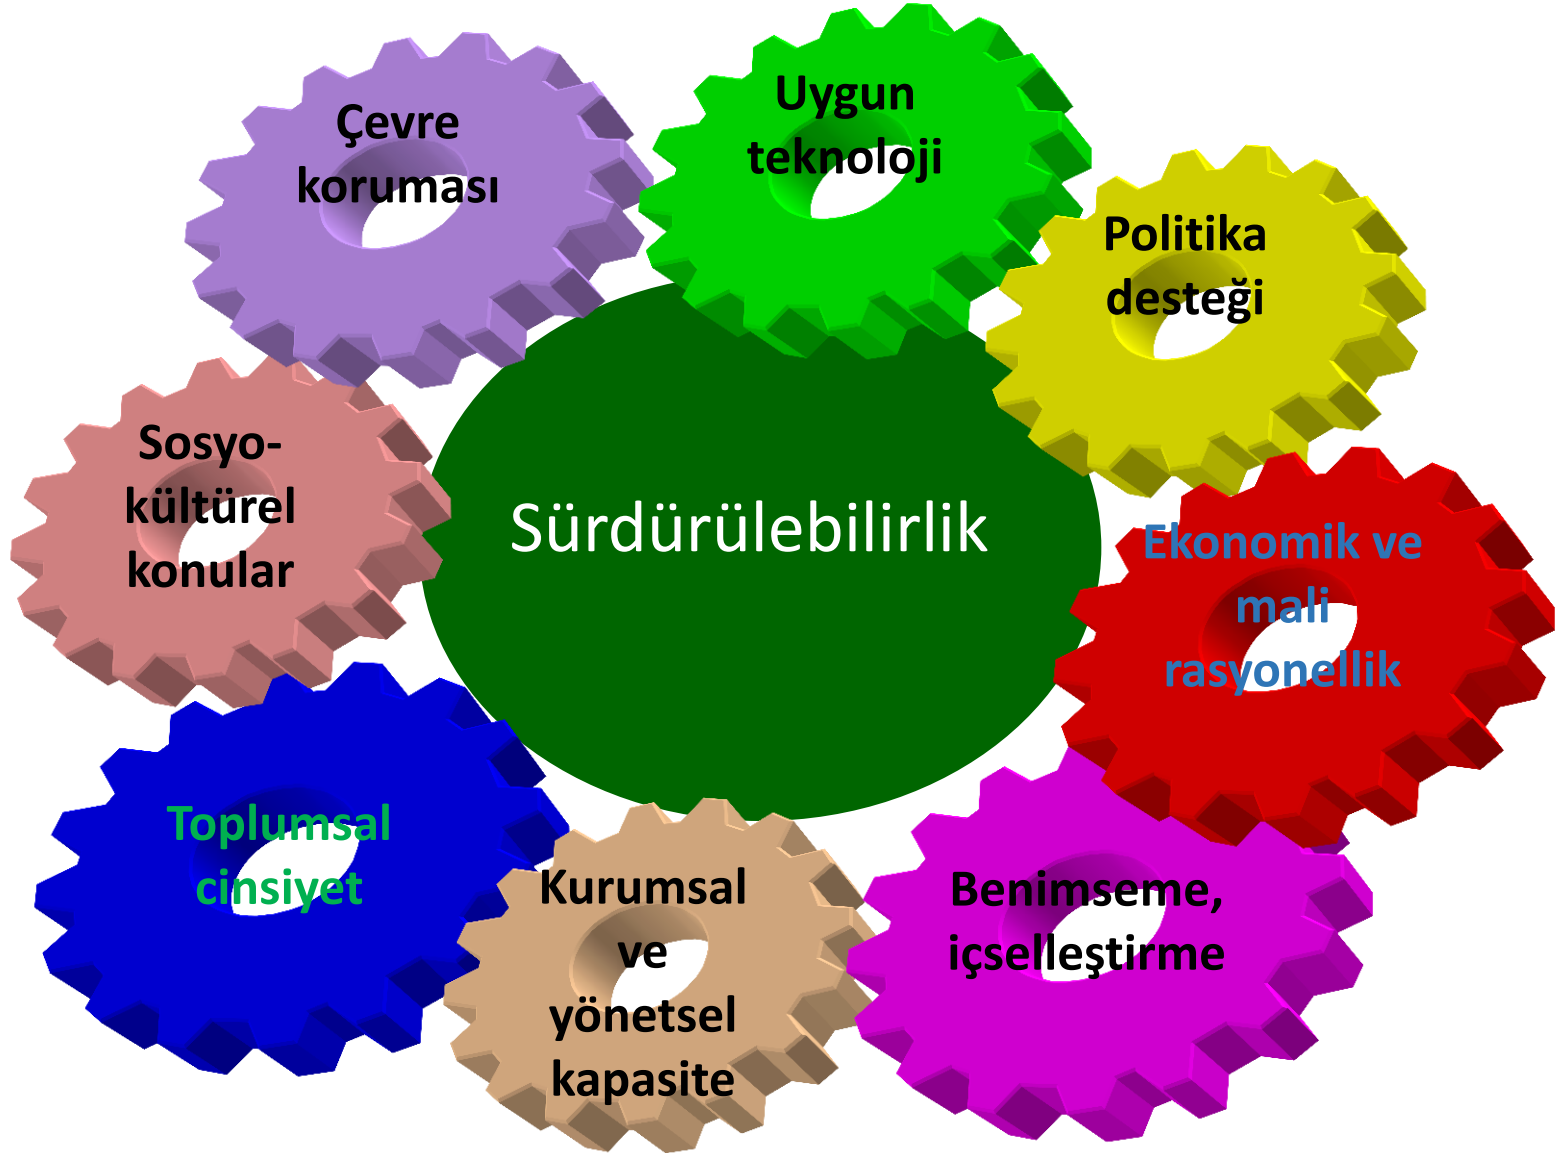 Çevre
koruması
Uygun
teknoloji
Politika
desteği
Sosyo-
kültürel
konular
Sürdürülebilirlik
Ekonomik ve
mali
rasyonellik
Toplumsal
cinsiyet
Kurumsal
ve
yönetsel
kapasite
Benimseme,
içselleştirme